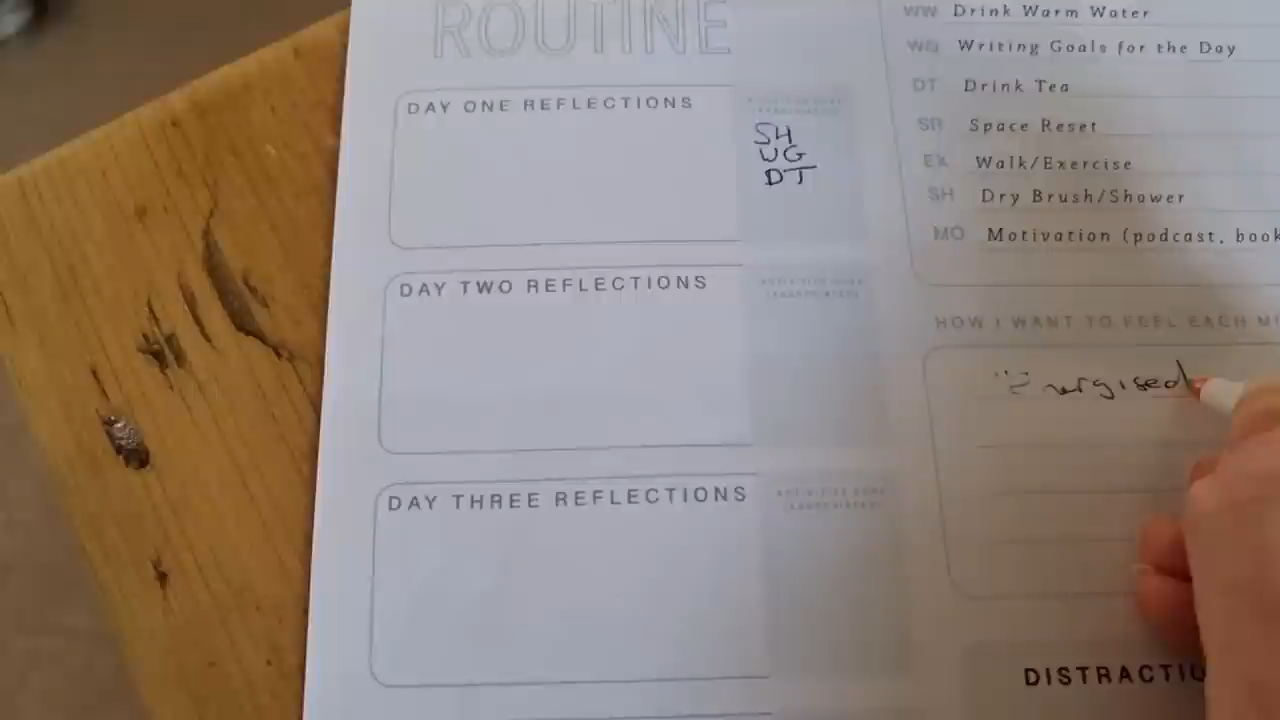 ROUTINE
DAY ONE REFLECTIONS
SH
WG
DT
DAY TWO REFLECTIONS
DAY THREE REFLECTIONS
WW Drink Warm Water
WG Writing Goals for the Day
DT Drink Tea
SR Space Reset
EX Walk/Exercise
SH Dry Brush/Shower
MO Motivation (podcast, book
HOW I WANT TO FEEL EACH
Energised
DISTRACTIO